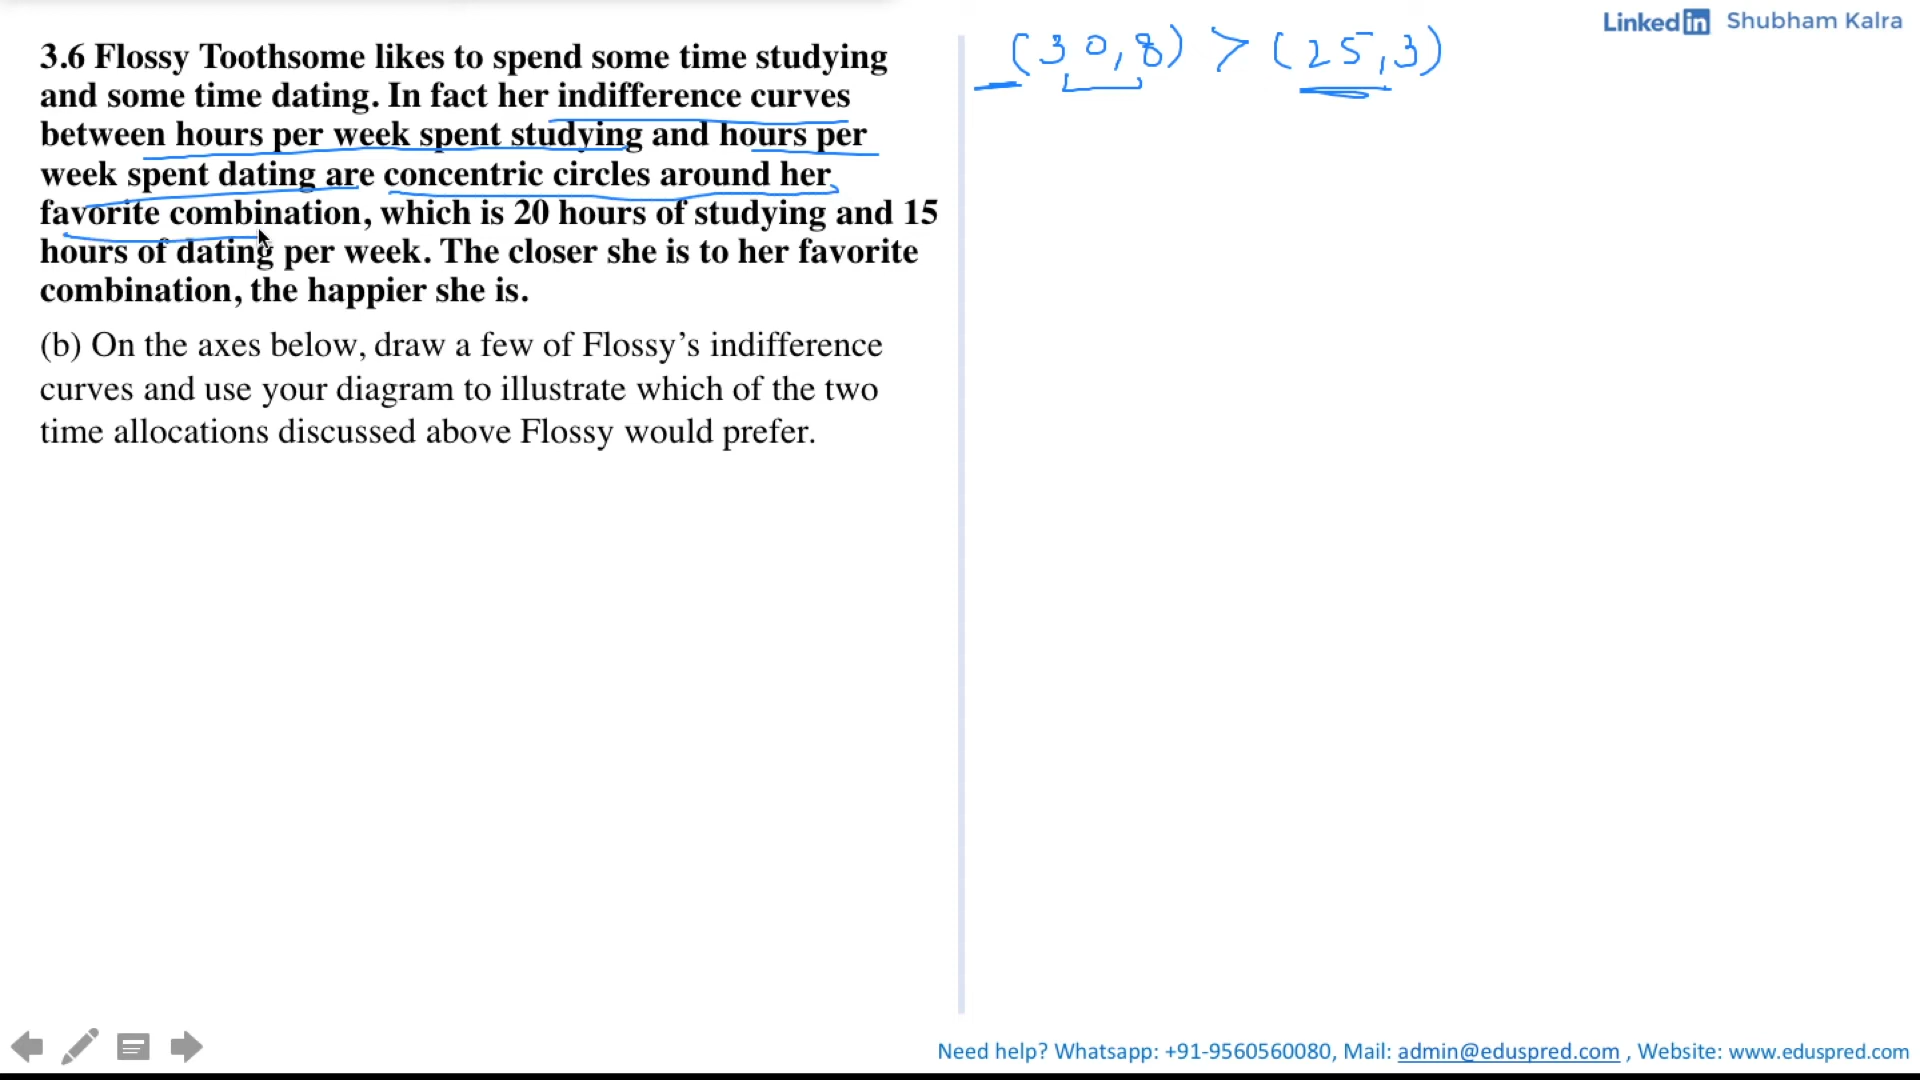 3.6 Flossy Toothsome likes to spend some time studying
and some time dating. In fact her indifference curves
between hours per week spent studying and hours per
week spent dating are concentric circles around her
favorite combination, which is 20 hours of studying and 15
hours of dating per week. The closer she is to her favorite
combination, the happier she is.
(b) On the axes below, draw a few of Flossy’s indifference
curves and use your diagram to illustrate which of the two
time allocations discussed above Flossy would prefer.
(30,8) > (25,3)
Linked in Shubham Kalra
Need help? Whatsapp: +91-9560560080, Mail: admin@eduspred.com , Website: www.eduspred.com